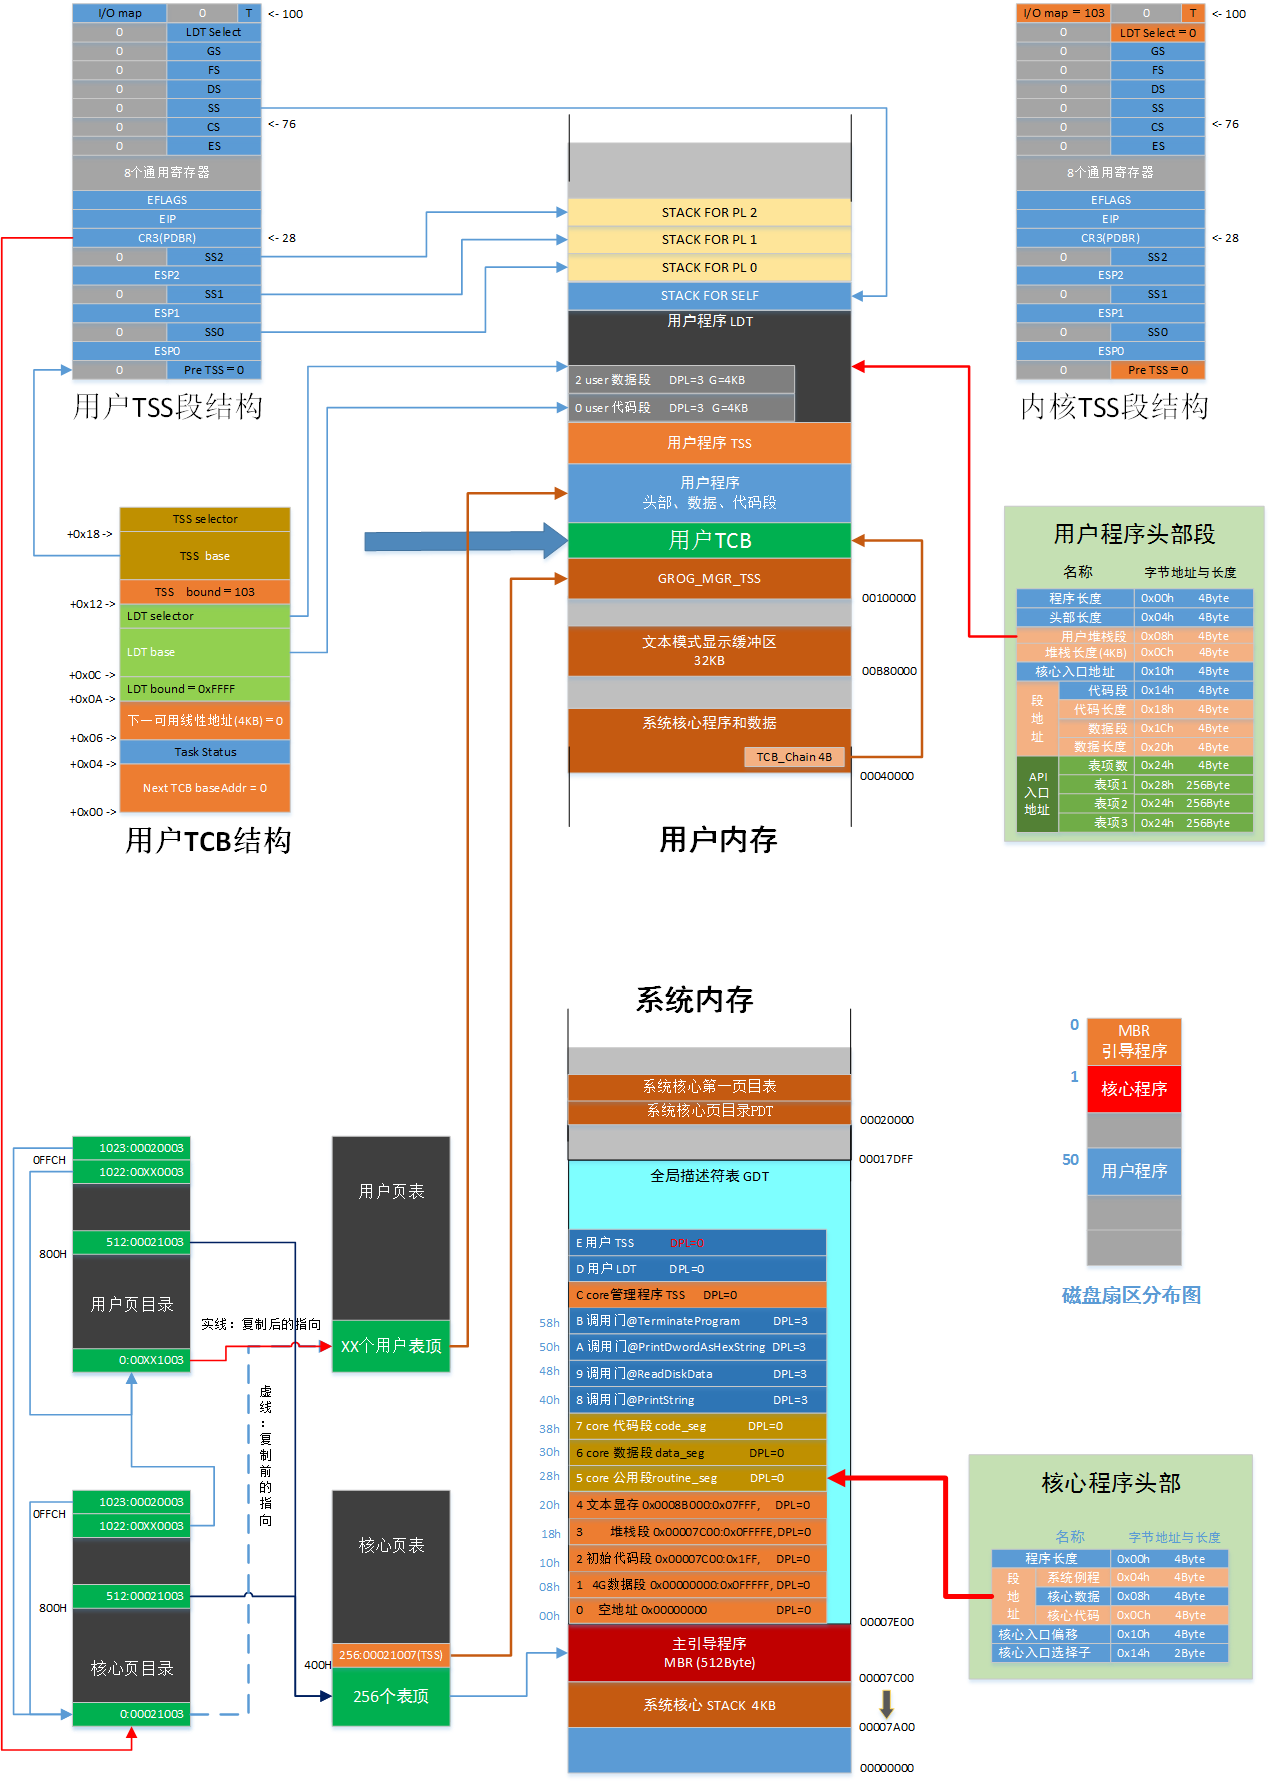 I/O map 0 T <- 100
0 LDT Select
0 GS
0 FS
0 DS
0 SS
0 CS <- 76
0 ES
8个通用寄存器
EFLAGS
EIP
CR3(PDBR) <- 28
0 SS2
ESP2
0 SS1
ESP1
0 SS0
ESP0
0 Pre TSS = 0
用户TSS段结构
I/O map = 103 0 T <- 100
0 LDT Select = 0
0 GS
0 FS
0 DS
0 SS
0 CS <- 76
0 ES
8个通用寄存器
EFLAGS
EIP
CR3(PDBR) <- 28
0 SS2
ESP2
0 SS1
ESP1
0 SS0
ESP0
0 Pre TSS = 0
内核TSS段结构
STACK FOR PL 2
STACK FOR PL 1
STACK FOR PL 0
STACK FOR SELF
用户程序 LDT
2 user 数据段 DPL=3 G=4KB
0 user 代码段 DPL=3 G=4KB
用户程序 TSS
用户程序
头部、数据、代码段
用户TCB
GROG_MGR_TSS
00100000
文本模式显示缓冲区
32KB
00B80000
系统核心程序和数据
TCB_Chain 4B
00040000
用户内存
TSS selector
+0x18 ->
TSS base
TSS bound = 103
+0x12 ->
LDT selector
LDT base
+0x0C ->
LDT bound = 0xFFFF
+0x0A ->
下一可用线性地址(4KB) = 0
+0x06 ->
Task Status
+0x04 ->
Next TCB baseAddr = 0
+0x00 ->
用户TCB结构
用户程序头部段
名称 字节地址与长度
程序长度 0x00h 4Byte
头部长度 0x04h 4Byte
用户堆栈段 0x08h 4Byte
堆栈长度(4KB) 0x0Ch 4Byte
核心入口地址 0x10h 4Byte
段
地
址
代码段 0x14h 4Byte
代码长度 0x18h 4Byte
数据段 0x1Ch 4Byte
数据长度 0x20h 4Byte
API
入口
地址
表项数 0x24h 4Byte
表项1 0x28h 256Byte
表项2 0x24h 256Byte
表项3 0x24h 256Byte
系统内存
系统核心第一页目表
系统核心页目录PDT
00020000
00017DFF
全局描述符表 GDT
E 用户 TSS DPL=0
D 用户 LDT DPL=0
C core管理程序 TSS DPL=0
58h B 调用门@TerminateProgram DPL=3
50h A 调用门@PrintDwordAsHexString DPL=3
48h 9 调用门@ReadDiskData DPL=3
40h 8 调用门@PrintString DPL=3
38h 7 core 代码段 code_seg DPL=0
30h 6 core 数据段 data_seg DPL=0
28h 5 core 公用段routine_seg DPL=0
20h 4 文本显存 0x0008B000:0x07FFF, DPL=0
18h 3 堆栈段 0x00007C00:0x0FFFFE, DPL=0
10h 2 初始代码段 0x00007C00:0x1FF, DPL=0
08h 1 4G数据段 0x00000000:0x0FFFFF, DPL=0
00h 0 空地址 0x00000000 DPL=0
00007E00
主引导程序
MBR (512Byte)
00007C00
系统核心 STACK 4KB
00007A00
00000000
0 MBR
引导程序
1 核心程序
50 用户程序
磁盘扇区分布图
1023:00020003
0FFCH
1022:00XX0003
512:00021003
800H
用户页目录
0:00XX1003
用户页表
XX个用户表项
实线：复制后的指向
虚
线
：
复
制
前
的
指
向
1023:00020003
0FFCH
1022:00XX0003
512:00021003
800H
核心页目录
0:00021003
核心页表
256:00021007(TSS)
400H
256个表项
核心程序头部
名称 字节地址与长度
程序长度 0x00h 4Byte
段
地
址
系统例程 0x04h 4Byte
核心数据 0x08h 4Byte
核心代码 0x0Ch 4Byte
核心入口偏移 0x10h 4Byte
核心入口选择子 0x14h 2Byte